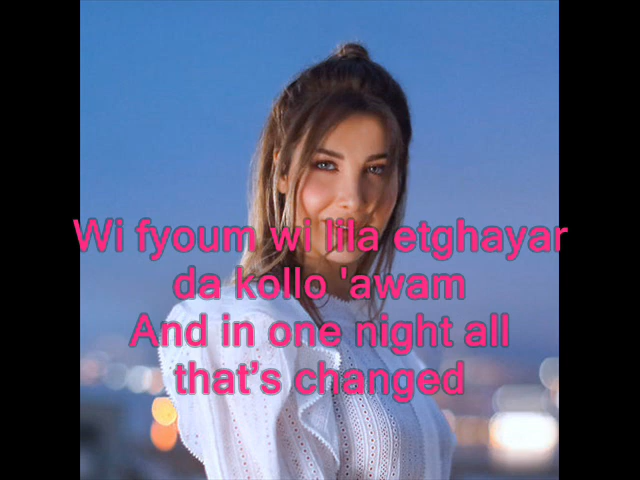 Wi fyoum wi lila etghayar
da kollo 'awam
And in one night all
that's changed